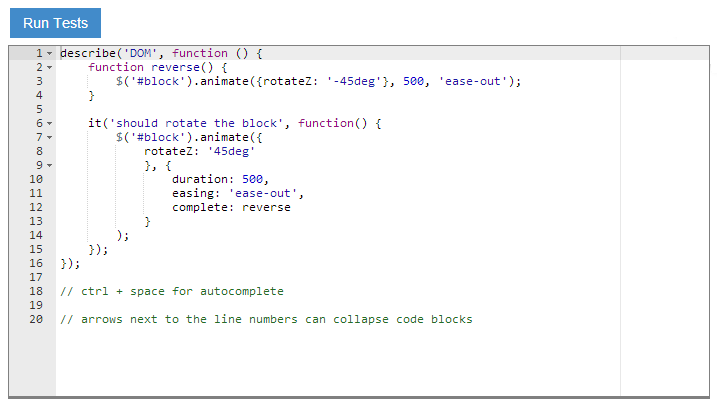 Run Tests
1 describe('DOM', function () {
2 function reverse() {
3 $('#block').animate({rotateZ: '-45deg'}, 500, 'ease-out');
4 }
5
6 it('should rotate the block', function() {
7 $('#block').animate({
8 rotateZ: '45deg'
9 }, {
10 duration: 500,
11 easing: 'ease-out',
12 complete: reverse
13 }
14 );
15 });
16 });
17
18 // ctrl + space for autocomplete
19
20 // arrows next to the line numbers can collapse code blocks